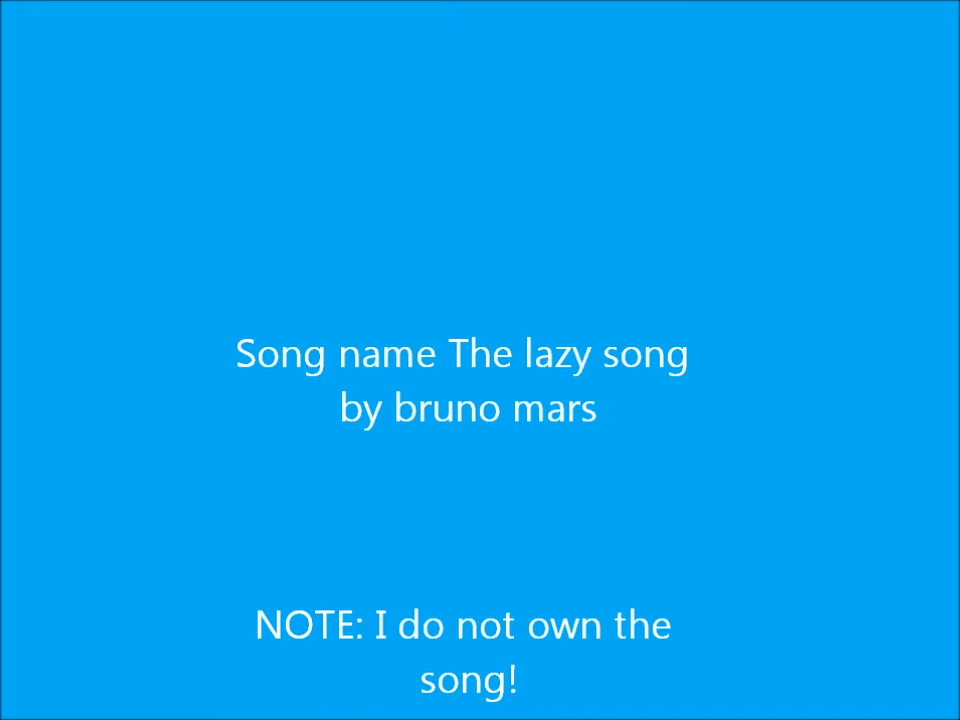 Song name The lazy song
by bruno mars
NOTE: I do not own the
song!